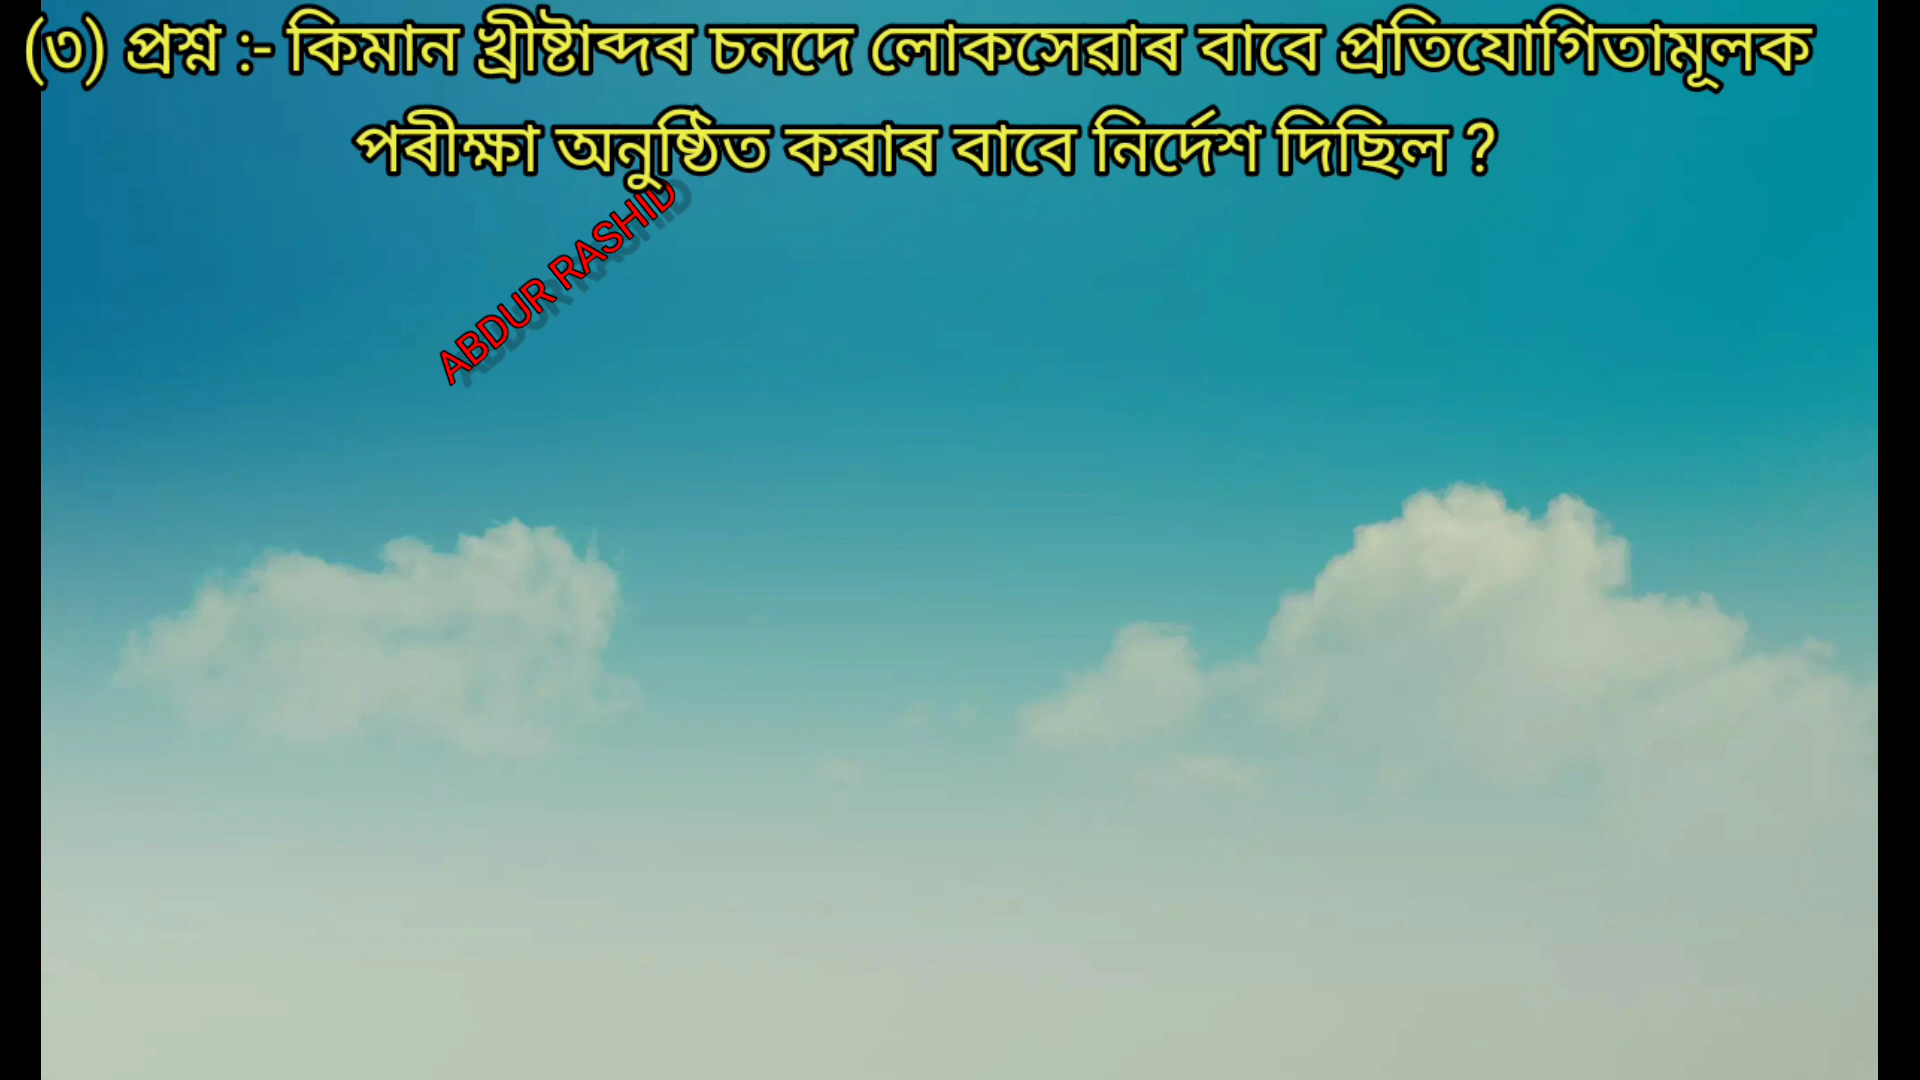 (৩) প্ৰশ্ন :- কিমান খ্ৰীষ্টাব্দৰ চনদে লোকসেৱাৰ বাবে প্ৰতিযোগিতামূলক
পৰীক্ষা অনুষ্ঠিত কৰাৰ বাবে নিৰ্দেশ দিছিল ?
ABDUR RASHID